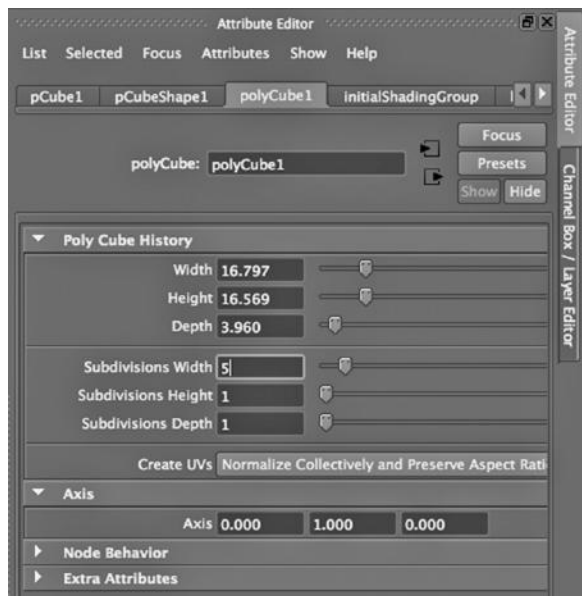 Attribute Editor
List Selected Focus Attributes Show Help
pCube1 pCubeShape1 polyCube1 initialShadingGroup
polyCube: polyCube1
Focus
Presets
Show Hide
Poly Cube History
Width 16.797
Height 16.569
Depth 3.960
Subdivisions Width 5
Subdivisions Height 1
Subdivisions Depth 1
Create UVs Normalize Collectively and Preserve Aspect Rati
Axis
Axis 0.000 1.000 0.000
Node Behavior
Extra Attributes
Attribute Editor
Channel Box / Layer Editor